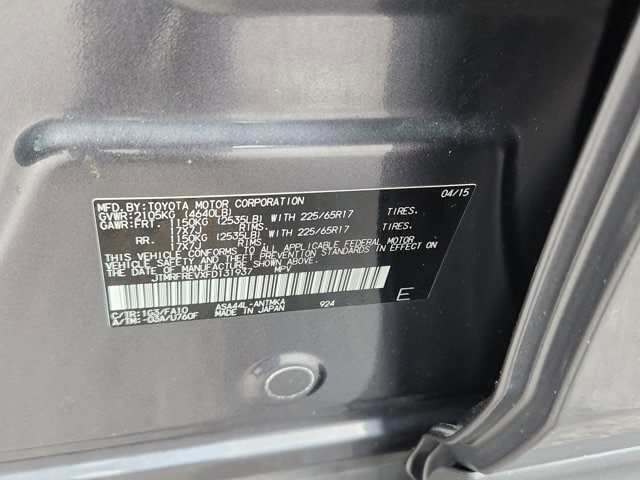 MFD.BY:TOYOTA MOTOR CORPORATION 04/15
GVWR:2105KG (4640LB)
GAWR:FRT. 1150KG (2535LB) WITH 225/65R17 TIRES.
17X7J RIMS.
RR. 1150KG (2535LB) WITH 225/65R17 TIRES.
17X7J RIMS.
THIS VEHICLE CONFORMS TO ALL APPLICABLE FEDERAL MOTOR
VEHICLE SAFETY AND THEFT PREVENTION STANDARDS IN EFFECT ON
THE DATE OF MANUFACTURE SHOWN ABOVE.
JTMRFREVXFD131937 MPV
C/TR:1G3/FA10 ASA44L-ANTMKA 924
A/TM:-03A/U760F MADE IN JAPAN E